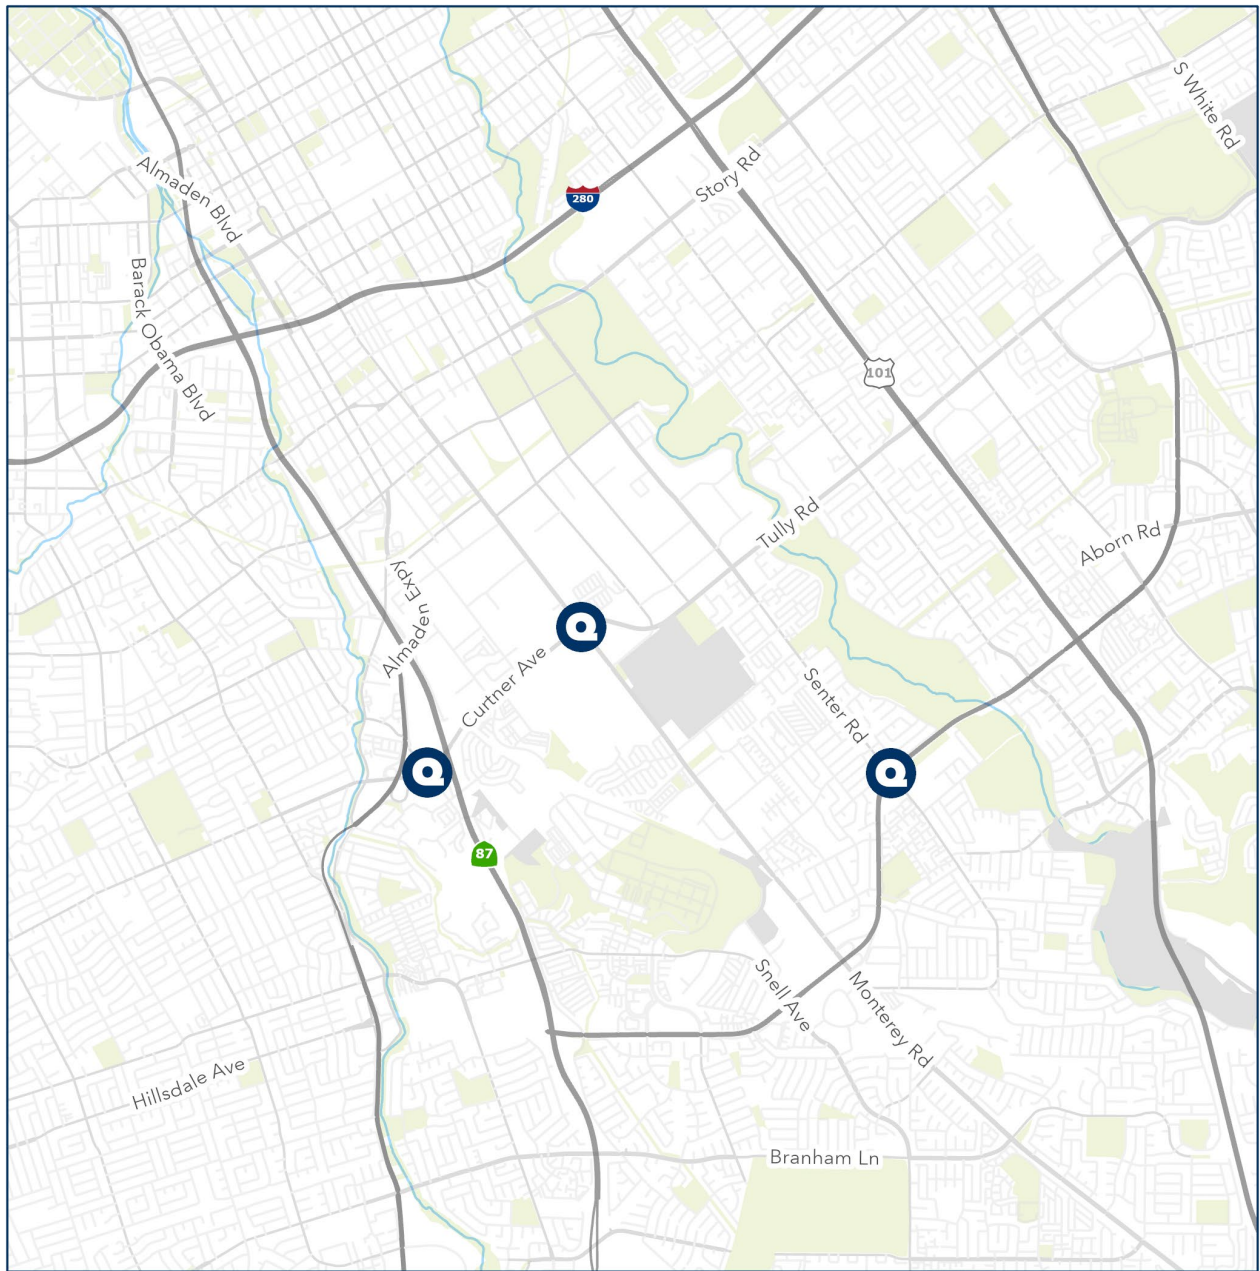 S White Rd
Almaden Blvd
Story Rd
280
Barack Obama Blvd
101
Tully Rd
Aborn Rd
Almaden Expy
Curtner Ave
Senter Rd
87
Snell Ave
Monterey Rd
Hillsdale Ave
Branham Ln